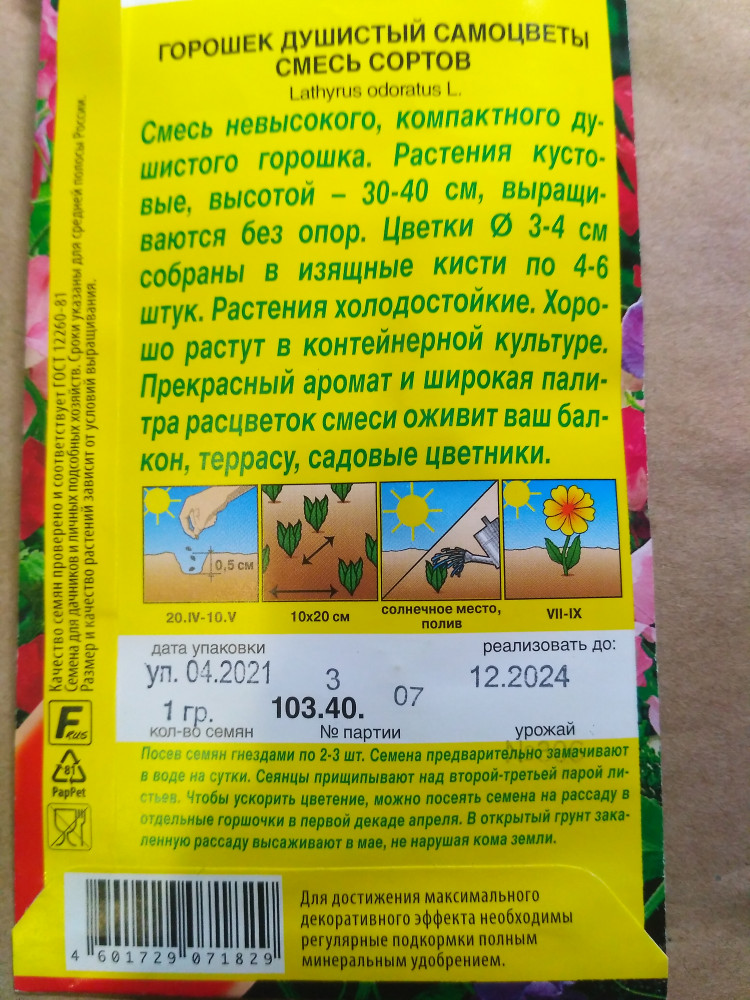 ГОРОШЕК ДУШИСТЫЙ САМОЦВЕТЫ
СМЕСЬ СОРТОВ
Lathyrus odoratus L.
Смесь невысокого, компактного ду-
шистого горошка. Растения кусто-
вые, высотой – 30-40 см, выращи-
ваются без опор. Цветки Ø 3-4 см
собраны в изящные кисти по 4-6
штук. Растения холодостойкие. Хоро-
шо растут в контейнерной культуре.
Прекрасный аромат и широкая пали-
тра расцветок смеси оживит ваш бал-
кон, террасу, садовые цветники.
0,5 см
20.IV-10.V
10х20 см
солнечное место,
полив
VII-IX
дата упаковки
реализовать до:
уп. 04.2021
3
07
12.2024
1 гр.
103.40.
кол-во семян
№ партии
урожай
Посев семян гнездами по 2-3 шт. Семена предварительно замачивают
в воде на сутки. Сеянцы прищипывают над второй-третьей парой ли-
стьев. Чтобы ускорить цветение, можно посеять семена на рассаду в
отдельные горшочки в первой декаде апреля. В открытый грунт зака-
ленную рассаду высаживают в мае, не нарушая кома земли.
Для достижения максимального
декоративного эффекта необходимы
регулярные подкормки полным
минеральным удобрением.
4 601729 071829
Качество семян проверено и соответствует ГОСТ 12260-81
Семена для дачников и личных подсобных хозяйств. Сроки указаны для средней полосы России.
Размер и качество растений зависит от условий выращивания.
F rus
81
PapPet